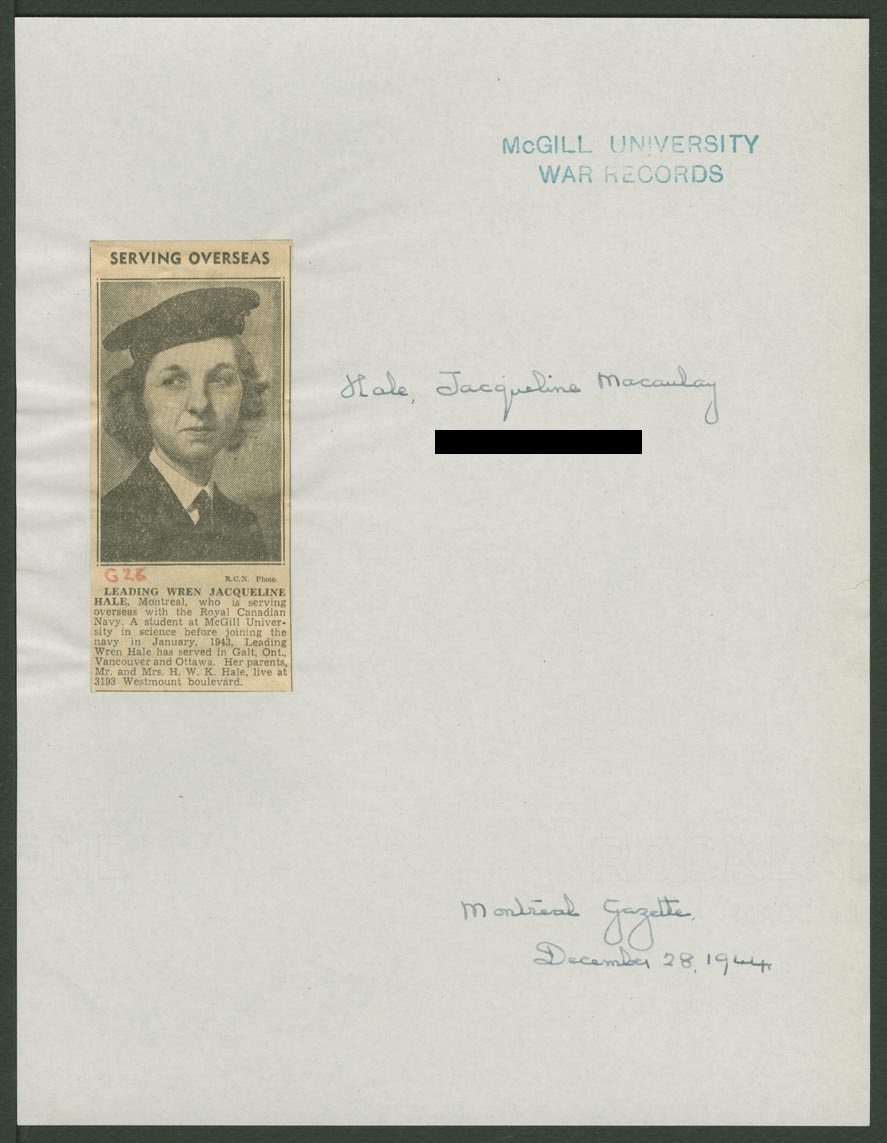 McGILL UNIVERSITY
WAR RECORDS
SERVING OVERSEAS
Hale, Jacqueline Macaulay
G26
R.C.N. Photo.
LEADING WREN JACQUELINE
HALE, Montreal, who is serving
overseas with the Royal Canadian
Navy. A student at McGill Univer-
sity in science before joining the
navy in January, 1943, Leading
Wren Hale has served in Galt, Ont.,
Vancouver and Ottawa. Her parents,
Mr. and Mrs. H. W. K. Hale, live at
3193 Westmount boulevard.
Montreal Gazette,
December 28, 1944